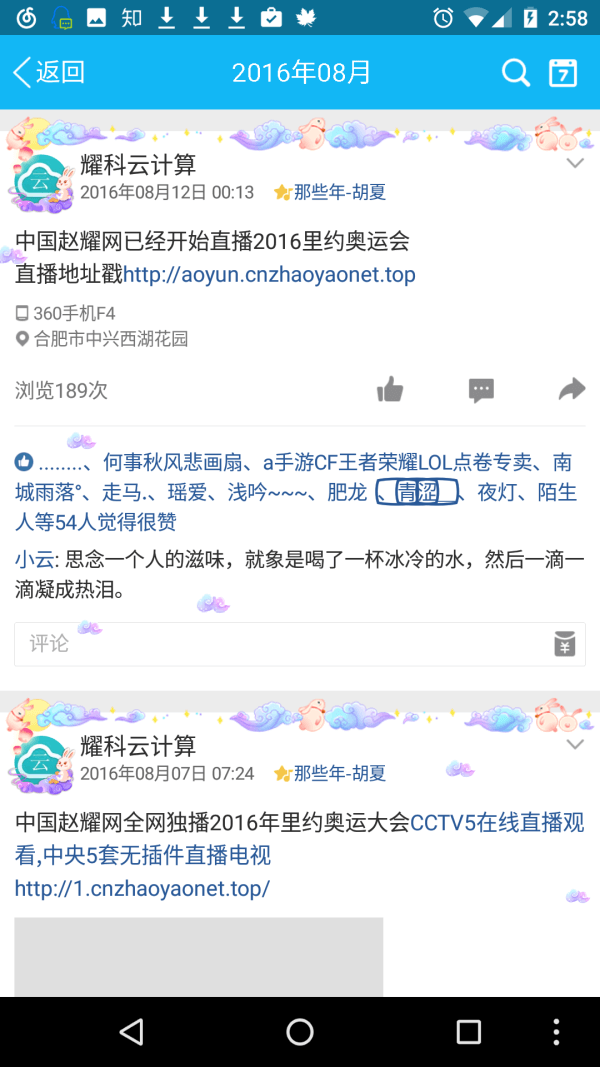 知
2:58
返回
2016年08月
7
耀科云计算
云
2016年08月12日 00:13 那些年-胡夏
中国赵耀网已经开始直播2016里约奥运会
直播地址戳http://aoyun.cnzhaoyaonet.top
360手机F4
合肥市中兴西湖花园
浏览189次
........、何事秋风悲画扇、a手游CF王者荣耀LOL点卷专卖、南
城雨落°、走马.、瑶爱、浅吟~~~、肥龙、青涩__、夜灯、陌生
人等54人觉得很赞
小云: 思念一个人的滋味，就象是喝了一杯冰冷的水，然后一滴一
滴凝成热泪。
评论
¥
耀科云计算
云
2016年08月07日 07:24 那些年-胡夏
中国赵耀网全网独播2016年里约奥运大会CCTV5在线直播观
看,中央5套无插件直播电视
http://1.cnzhaoyaonet.top/